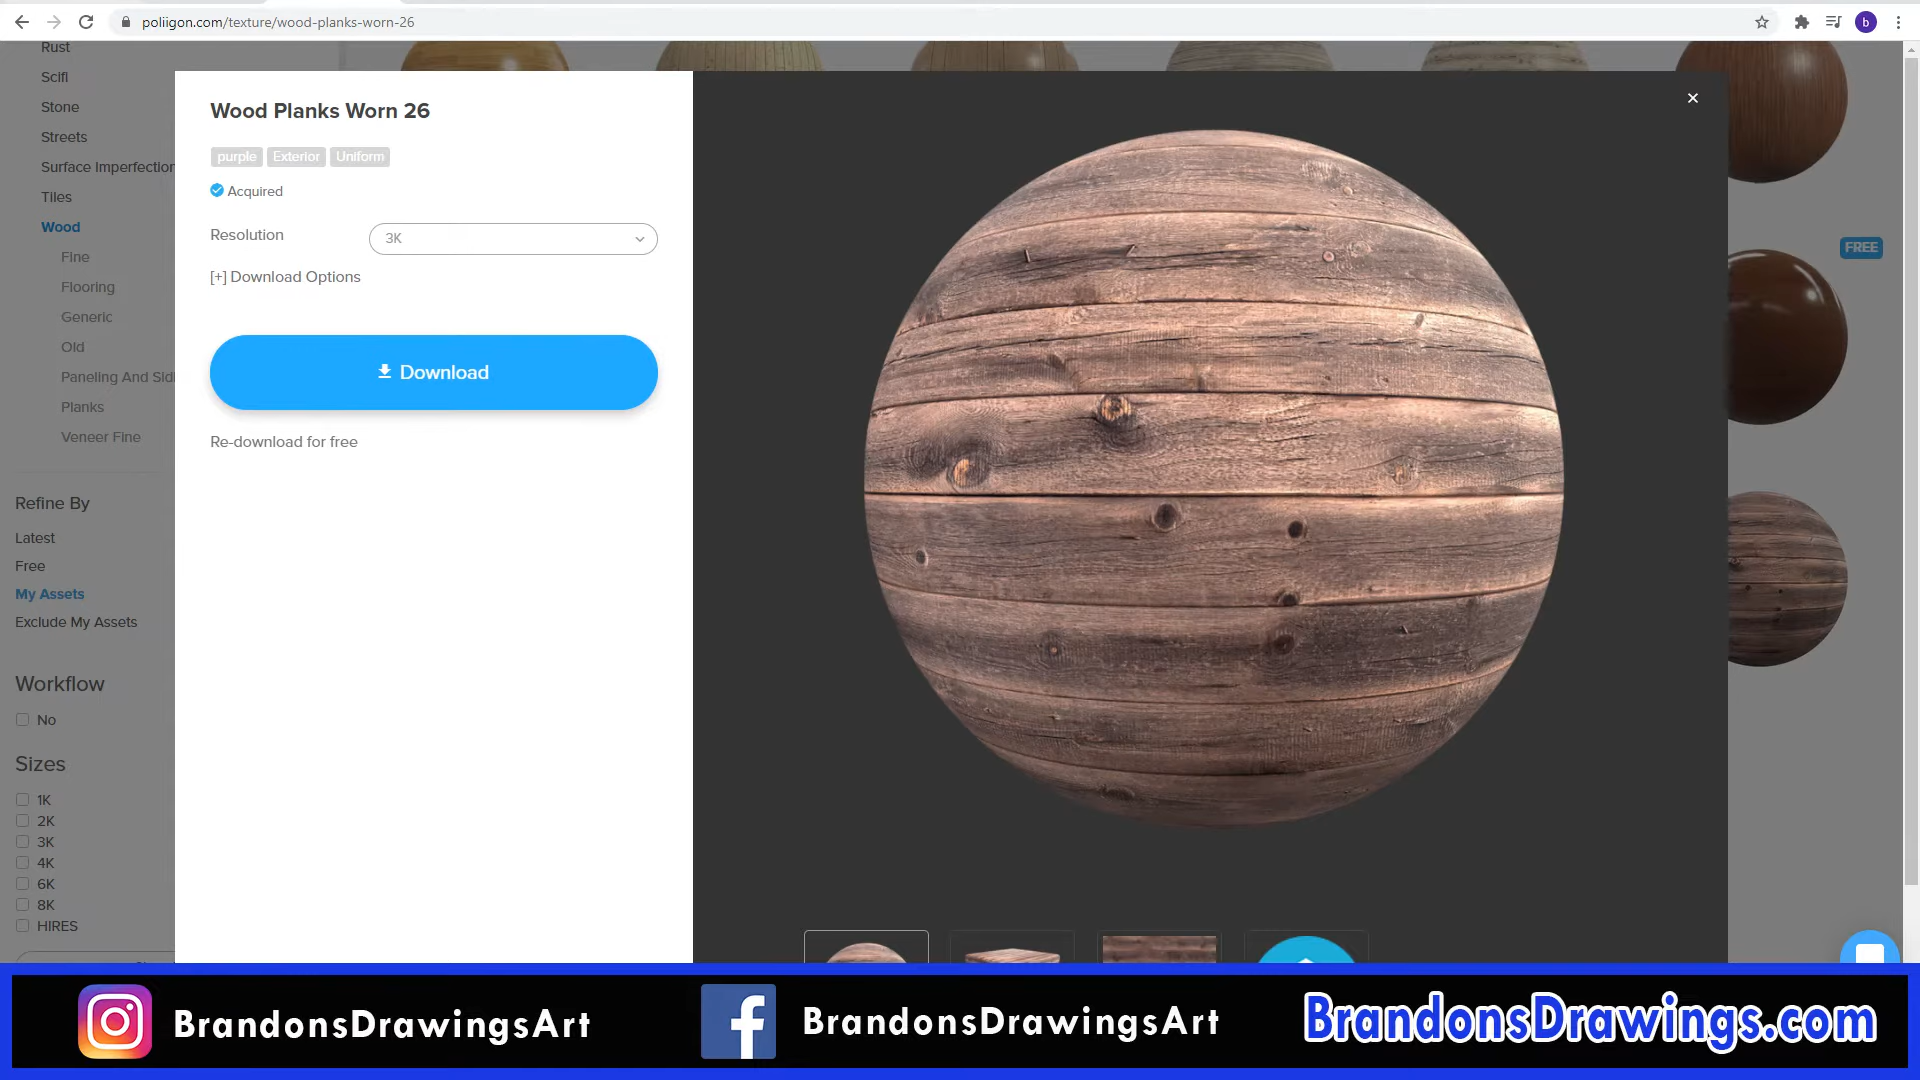 poliigon.com/texture/wood-planks-worn-26
b
Rust
Scifi
Stone
Streets
Surface Imperfection
Tiles
Wood
Fine
Flooring
Generic
Old
Paneling And Sidi
Planks
Veneer Fine
Refine By
Latest
Free
My Assets
Exclude My Assets
Workflow
No
Sizes
1K
2K
3K
4K
6K
8K
HIRES
Wood Planks Worn 26
purple Exterior Uniform
Acquired
Resolution 3K
[+] Download Options
Download
Re-download for free
×
FREE
BrandonsDrawingsArt
f BrandonsDrawingsArt
BrandonsDrawings.com